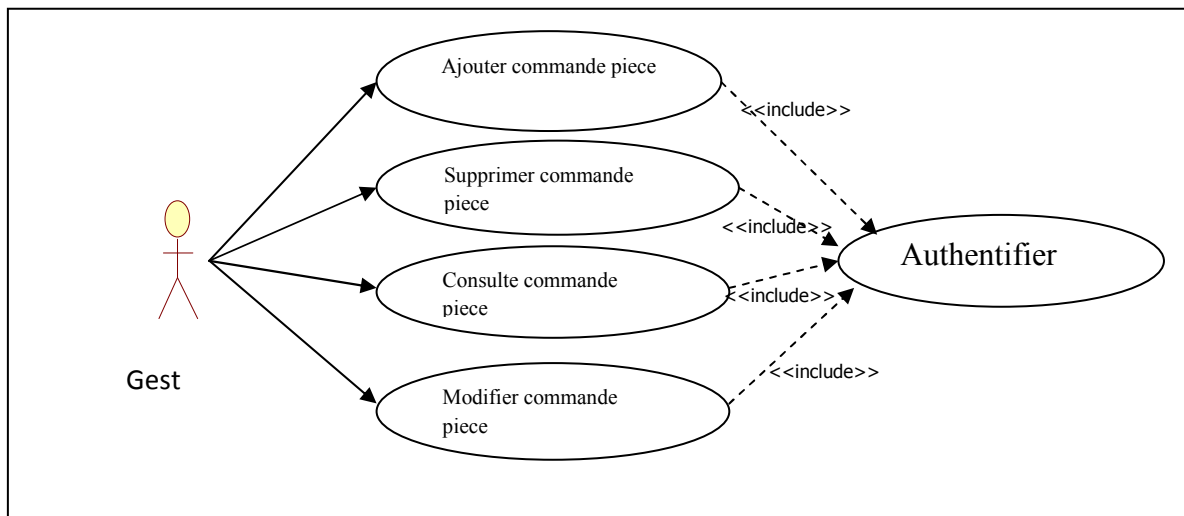 Ajouter commande piece
<<include>>
Supprimer commande
piece
<<include>>
Authentifier
Consulte commande
piece
<<include>>
Gest
Modifier commande
piece
<<include>>